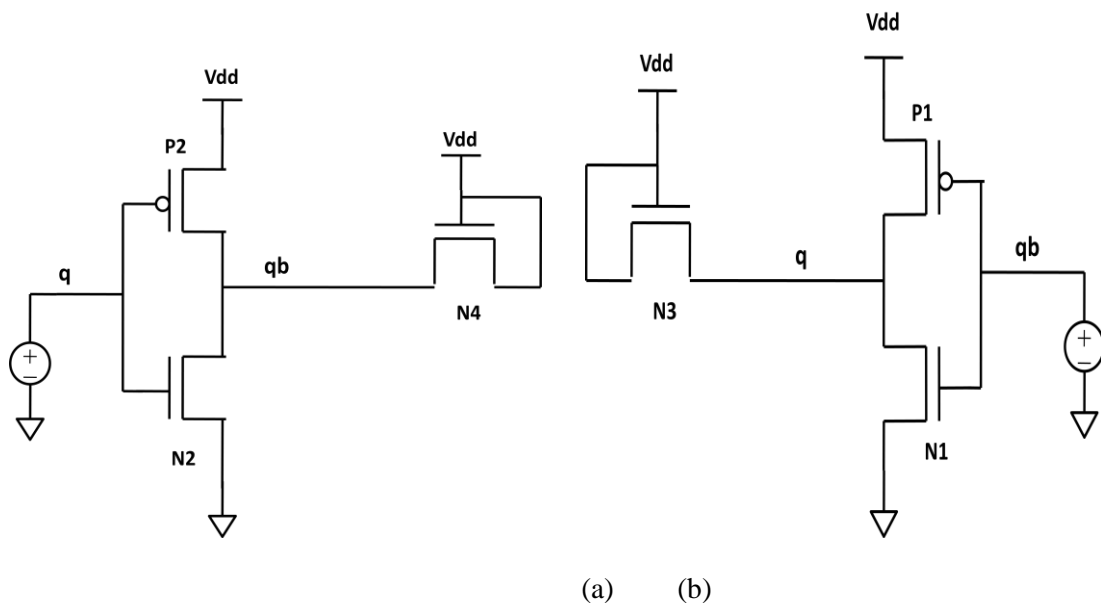 Vdd
Vdd
Vdd
P1
P2
Vdd
q
qb
q
qb
N4
N3
+
−
+
−
N2
N1
(a) (b)